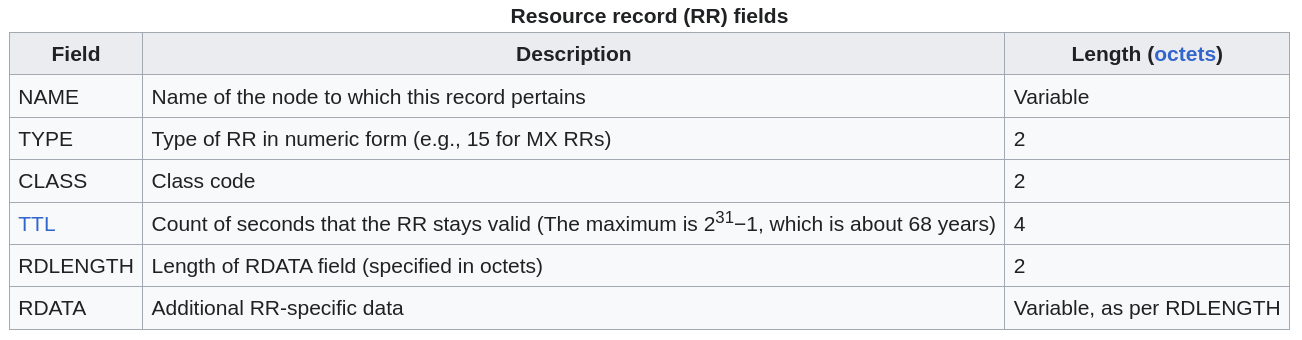 Resource record (RR) fields
Field Description Length (octets)
NAME Name of the node to which this record pertains Variable
TYPE Type of RR in numeric form (e.g., 15 for MX RRs) 2
CLASS Class code 2
TTL Count of seconds that the RR stays valid (The maximum is 2³¹−1, which is about 68 years) 4
RDLENGTH Length of RDATA field (specified in octets) 2
RDATA Additional RR-specific data Variable, as per RDLENGTH